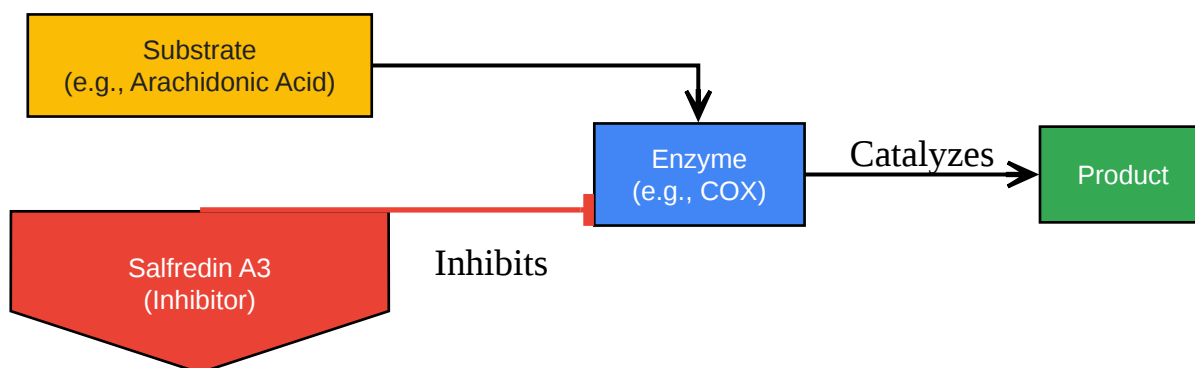 Substrate
(e.g., Arachidonic Acid)
Enzyme
(e.g., COX)
Catalyzes
Product
Salfredin A3
(Inhibitor)
Inhibits